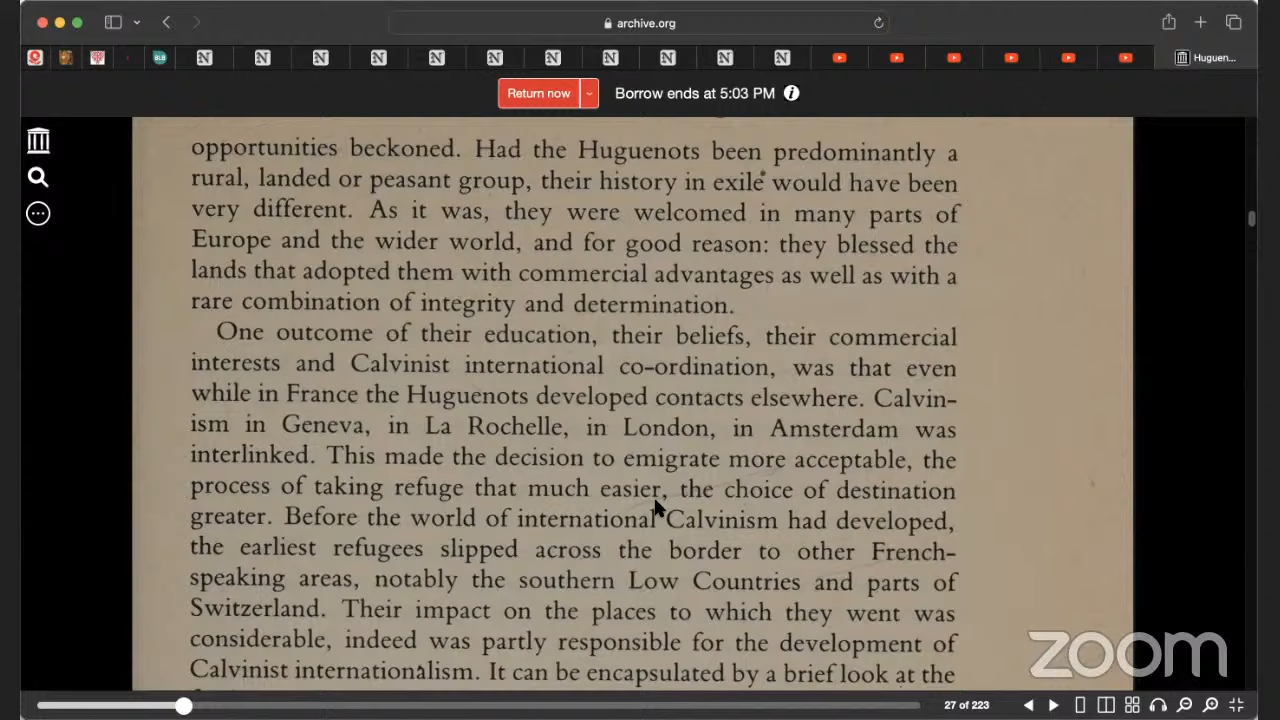 archive.org
Huguen...
Return now
Borrow ends at 5:03 PM
opportunities beckoned. Had the Huguenots been predominantly a
rural, landed or peasant group, their history in exile would have been
very different. As it was, they were welcomed in many parts of
Europe and the wider world, and for good reason: they blessed the
lands that adopted them with commercial advantages as well as with a
rare combination of integrity and determination.
One outcome of their education, their beliefs, their commercial
interests and Calvinist international co-ordination, was that even
while in France the Huguenots developed contacts elsewhere. Calvin-
ism in Geneva, in La Rochelle, in London, in Amsterdam was
interlinked. This made the decision to emigrate more acceptable, the
process of taking refuge that much easier, the choice of destination
greater. Before the world of international Calvinism had developed,
the earliest refugees slipped across the border to other French-
speaking areas, notably the southern Low Countries and parts of
Switzerland. Their impact on the places to which they went was
considerable, indeed was partly responsible for the development of
Calvinist internationalism. It can be encapsulated by a brief look at the
zoom
27 of 223